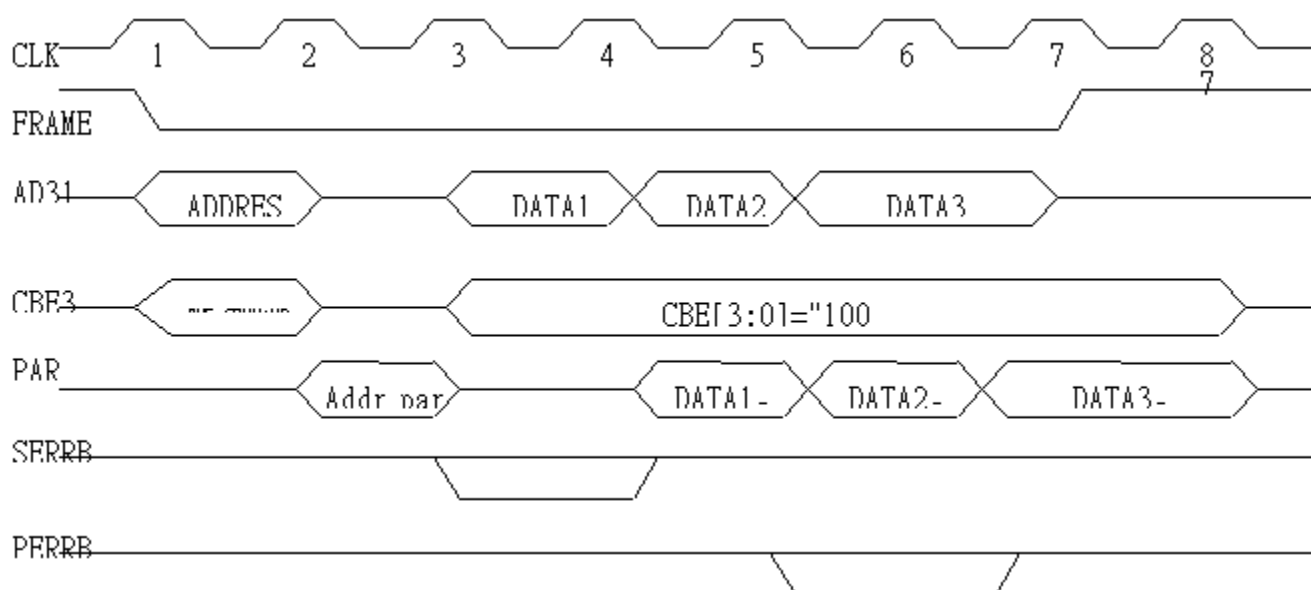 CLK 1 2 3 4 5 6 7 8
7
FRAME
AD31 ADDRES DATA1 DATA2 DATA3
CBE3 CBE[3:0]="100
PAR Addr par DATA1- DATA2- DATA3-
SERRB
PERRB